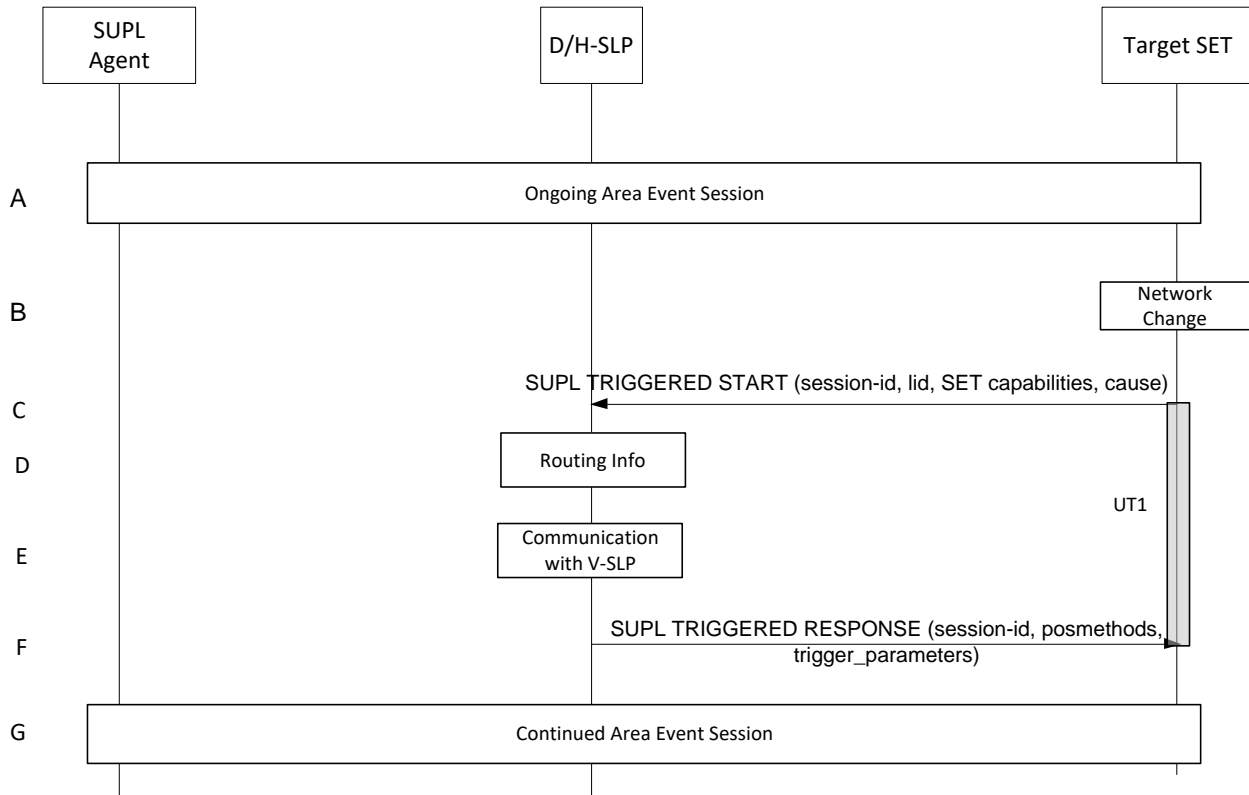 SUPL
Agent
D/H-SLP
Target SET
A
Ongoing Area Event Session
B
Network
Change
SUPL TRIGGERED START (session-id, lid, SET capabilities, cause)
C
D
Routing Info
UT1
E
Communication
with V-SLP
F
SUPL TRIGGERED RESPONSE (session-id, posmethods,
trigger_parameters)
G
Continued Area Event Session